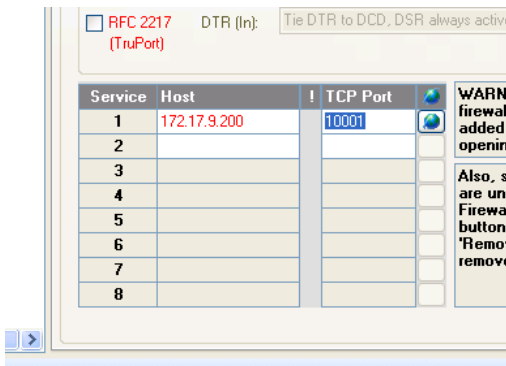 RFC 2217 DTR (In): Tie DTR to DCD, DSR always active
(TruPort)
Service Host ! TCP Port
1 172.17.9.200 10001
2
3
4
5
6
7
8
WARN
firewal
added
openin
Also, s
are un
Firewa
button
'Remo
remove